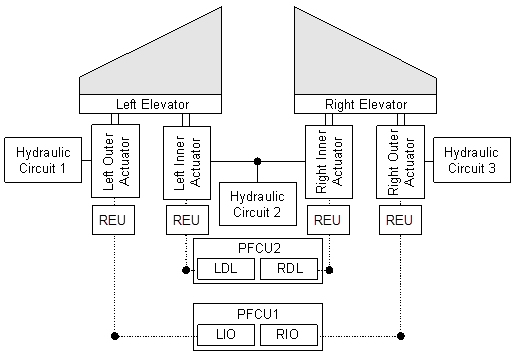 Left Elevator
Right Elevator
Hydraulic
Circuit 1
Left Outer
Actuator
Left Inner
Actuator
Hydraulic
Circuit 2
Right Inner
Actuator
Right Outer
Actuator
Hydraulic
Circuit 3
REU
REU
REU
REU
PFCU2
LDL
RDL
PFCU1
LIO
RIO